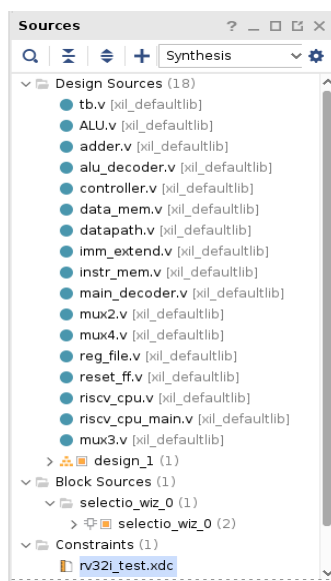 Sources
Synthesis
Design Sources (18)
tb.v [xil_defaultlib]
ALU.v [xil_defaultlib]
adder.v [xil_defaultlib]
alu_decoder.v [xil_defaultlib]
controller.v [xil_defaultlib]
data_mem.v [xil_defaultlib]
datapath.v [xil_defaultlib]
imm_extend.v [xil_defaultlib]
instr_mem.v [xil_defaultlib]
main_decoder.v [xil_defaultlib]
mux2.v [xil_defaultlib]
mux4.v [xil_defaultlib]
reg_file.v [xil_defaultlib]
reset_ff.v [xil_defaultlib]
riscv_cpu.v [xil_defaultlib]
riscv_cpu_main.v [xil_defaultlib]
mux3.v [xil_defaultlib]
design_1 (1)
Block Sources (1)
selectio_wiz_0 (1)
selectio_wiz_0 (2)
Constraints (1)
rv32i_test.xdc